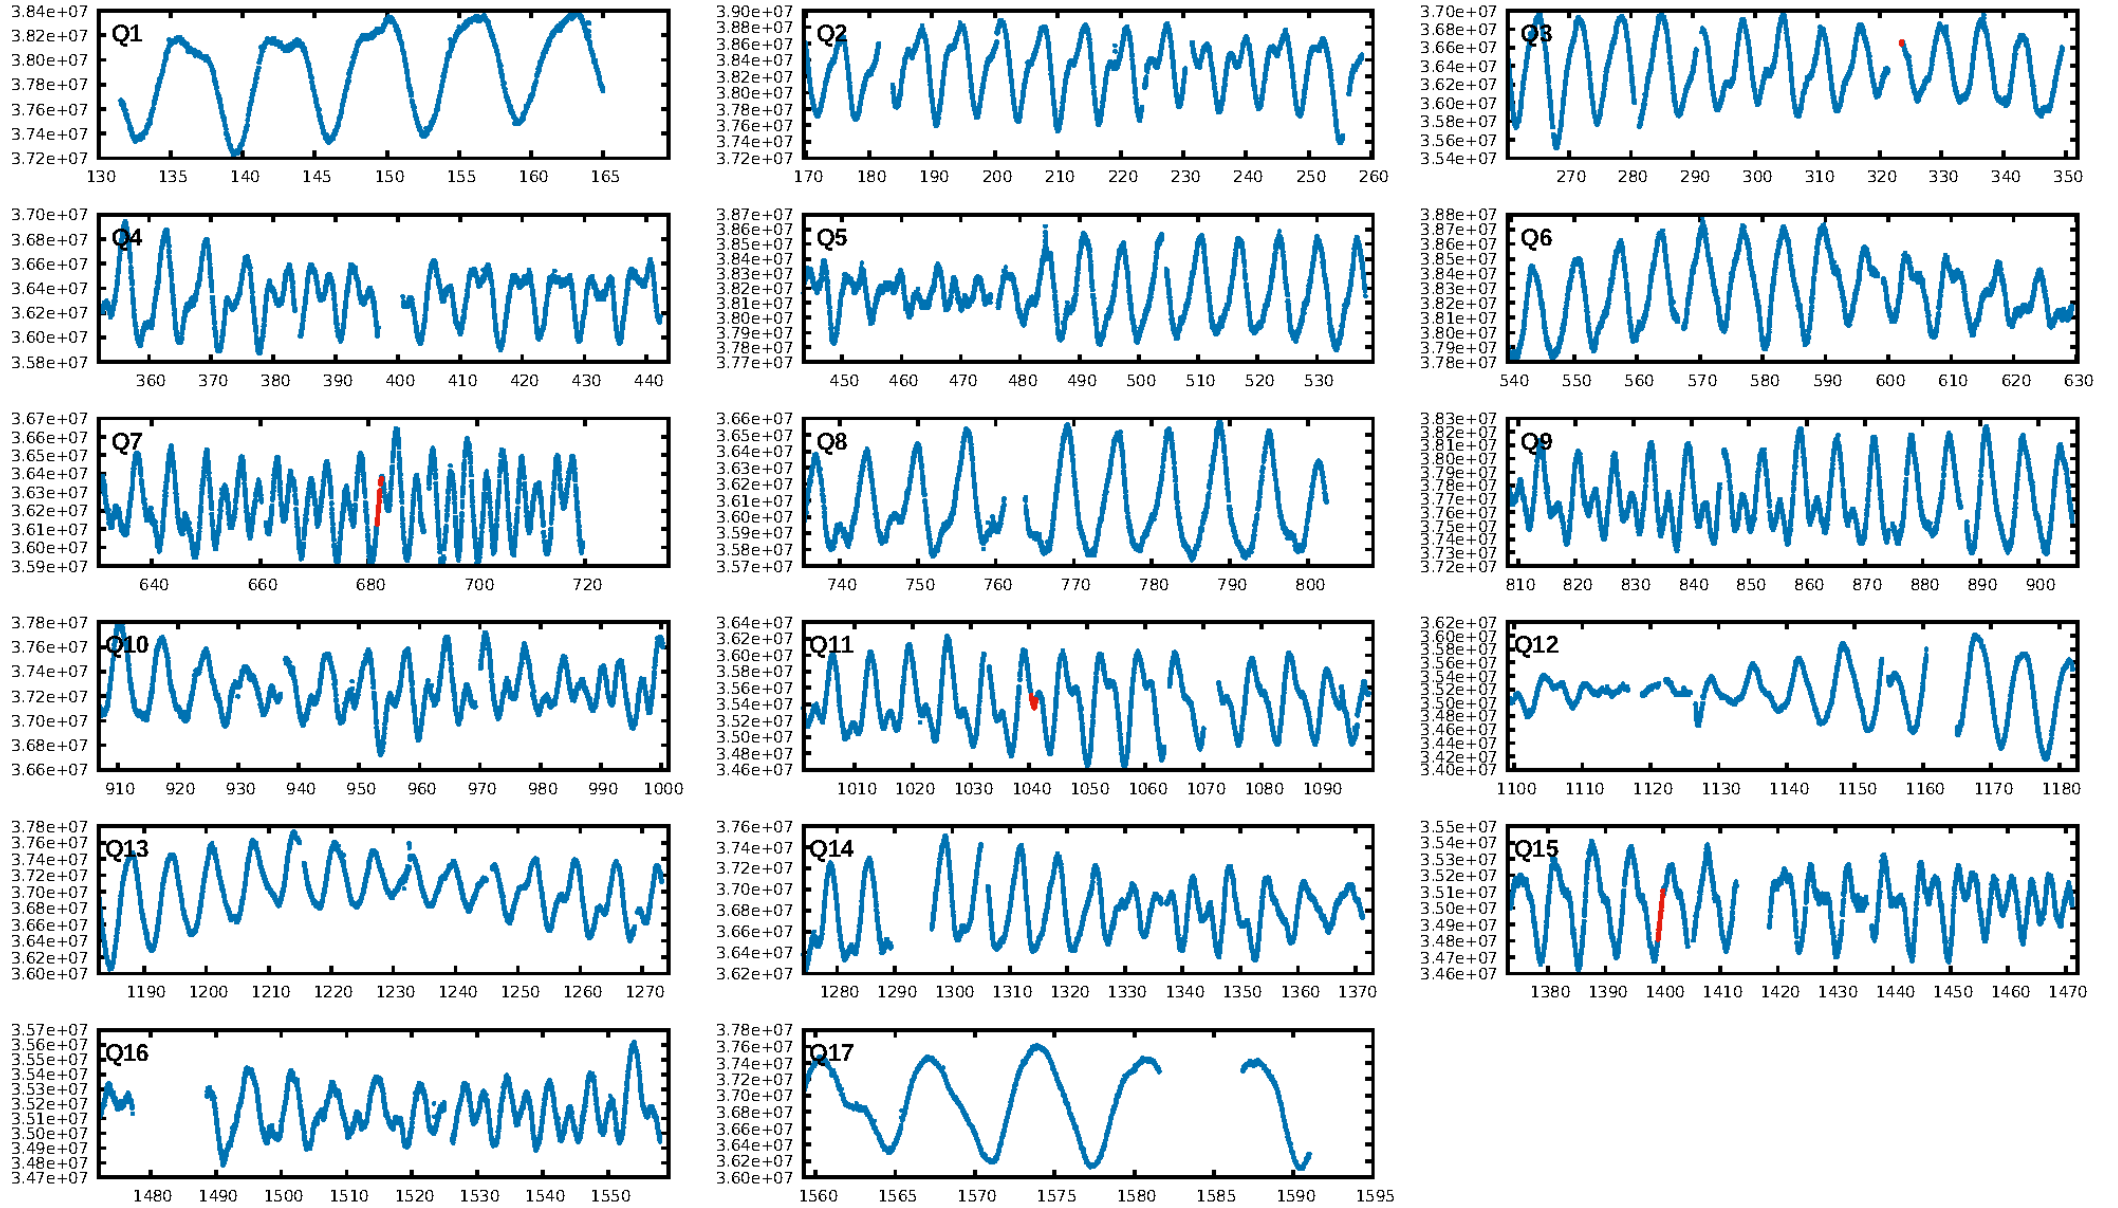 3.84e+07
3.82e+07
3.80e+07
3.78e+07
3.76e+07
3.74e+07
3.72e+07
Q1
130 135 140 145 150 155 160 165
3.90e+07
3.88e+07
3.86e+07
3.84e+07
3.82e+07
3.80e+07
3.78e+07
3.76e+07
3.74e+07
3.72e+07
Q2
170 180 190 200 210 220 230 240 250 260
3.70e+07
3.68e+07
3.66e+07
3.64e+07
3.62e+07
3.60e+07
3.58e+07
3.56e+07
3.54e+07
Q3
270 280 290 300 310 320 330 340 350
3.70e+07
3.68e+07
3.66e+07
3.64e+07
3.62e+07
3.60e+07
3.58e+07
Q4
360 370 380 390 400 410 420 430 440
3.87e+07
3.86e+07
3.85e+07
3.84e+07
3.83e+07
3.82e+07
3.81e+07
3.80e+07
3.79e+07
3.78e+07
3.77e+07
Q5
450 460 470 480 490 500 510 520 530
3.88e+07
3.87e+07
3.86e+07
3.85e+07
3.84e+07
3.83e+07
3.82e+07
3.81e+07
3.80e+07
3.79e+07
3.78e+07
Q6
540 550 560 570 580 590 600 610 620 630
3.67e+07
3.66e+07
3.65e+07
3.64e+07
3.63e+07
3.62e+07
3.61e+07
3.60e+07
3.59e+07
Q7
640 660 680 700 720
3.66e+07
3.65e+07
3.64e+07
3.63e+07
3.62e+07
3.61e+07
3.60e+07
3.59e+07
3.58e+07
3.57e+07
Q8
740 750 760 770 780 790 800
3.83e+07
3.82e+07
3.81e+07
3.80e+07
3.79e+07
3.78e+07
3.77e+07
3.76e+07
3.75e+07
3.74e+07
3.73e+07
3.72e+07
Q9
810 820 830 840 850 860 870 880 890 900
3.78e+07
3.76e+07
3.74e+07
3.72e+07
3.70e+07
3.68e+07
3.66e+07
Q10
910 920 930 940 950 960 970 980 990 1000
3.64e+07
3.62e+07
3.60e+07
3.58e+07
3.56e+07
3.54e+07
3.52e+07
3.50e+07
3.48e+07
3.46e+07
Q11
1010 1020 1030 1040 1050 1060 1070 1080 1090
3.62e+07
3.60e+07
3.58e+07
3.56e+07
3.54e+07
3.52e+07
3.50e+07
3.48e+07
3.46e+07
3.44e+07
3.42e+07
3.40e+07
Q12
1100 1110 1120 1130 1140 1150 1160 1170 1180
3.78e+07
3.76e+07
3.74e+07
3.72e+07
3.70e+07
3.68e+07
3.66e+07
3.64e+07
3.62e+07
3.60e+07
Q13
1190 1200 1210 1220 1230 1240 1250 1260 1270
3.76e+07
3.74e+07
3.72e+07
3.70e+07
3.68e+07
3.66e+07
3.64e+07
3.62e+07
Q14
1280 1290 1300 1310 1320 1330 1340 1350 1360 1370
3.55e+07
3.54e+07
3.53e+07
3.52e+07
3.51e+07
3.50e+07
3.49e+07
3.48e+07
3.47e+07
3.46e+07
Q15
1380 1390 1400 1410 1420 1430 1440 1450 1460 1470
3.57e+07
3.56e+07
3.55e+07
3.54e+07
3.53e+07
3.52e+07
3.51e+07
3.50e+07
3.49e+07
3.48e+07
3.47e+07
Q16
1480 1490 1500 1510 1520 1530 1540 1550
3.78e+07
3.76e+07
3.74e+07
3.72e+07
3.70e+07
3.68e+07
3.66e+07
3.64e+07
3.62e+07
3.60e+07
Q17
1560 1565 1570 1575 1580 1585 1590 1595